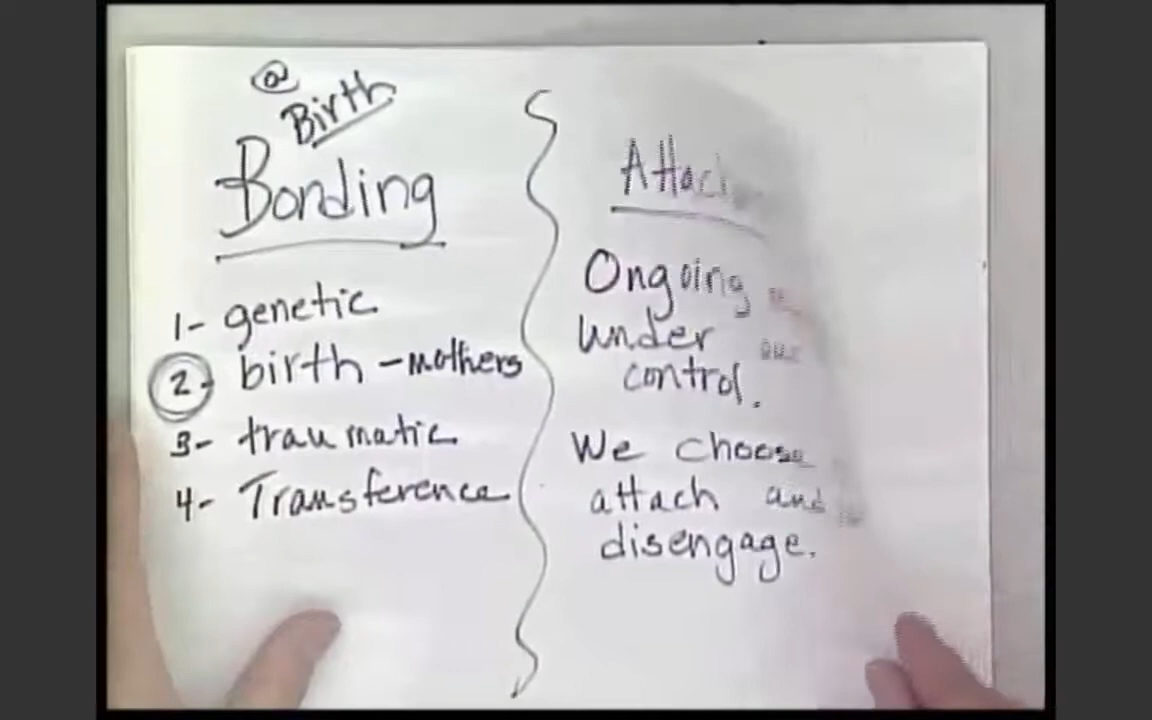 @
Birth
Bonding
1- genetic
2- birth - mothers
3- traumatic
4- Transference
Ongoing
under our
control.
We choose
attach and
disengage.